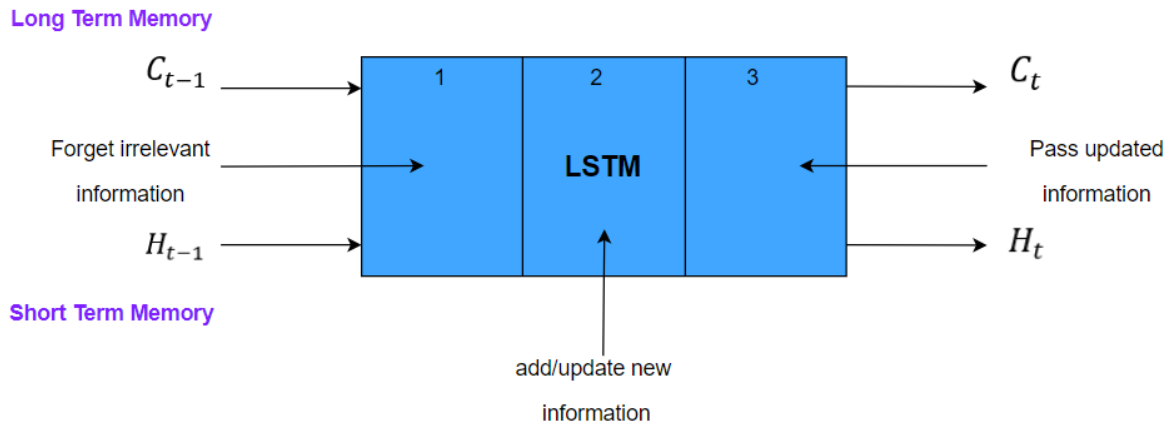 Long Term Memory
C_{t-1}
1
2
3
C_t
Forget irrelevant
information
LSTM
Pass updated
information
H_{t-1}
H_t
Short Term Memory
add/update new
information